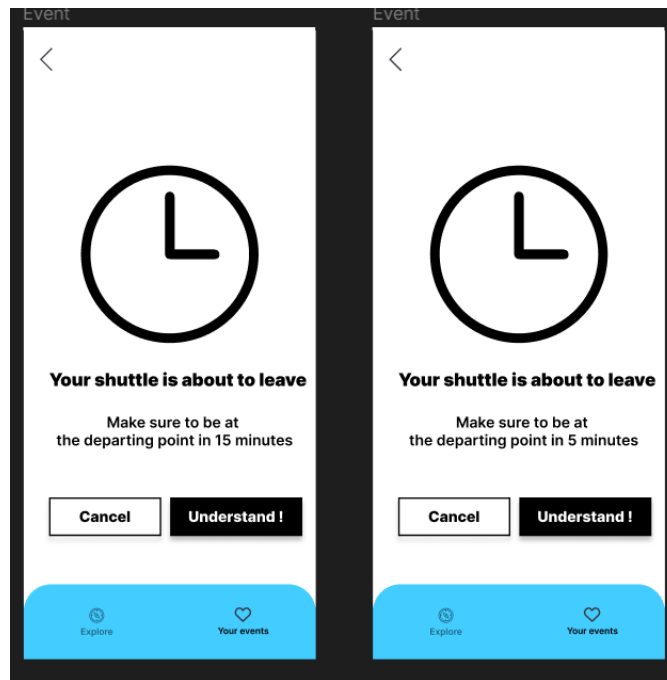 Event
Your shuttle is about to leave
Make sure to be at
the departing point in 15 minutes
Cancel
Understand !
Explore
Your events
Event
Your shuttle is about to leave
Make sure to be at
the departing point in 5 minutes
Cancel
Understand !
Explore
Your events